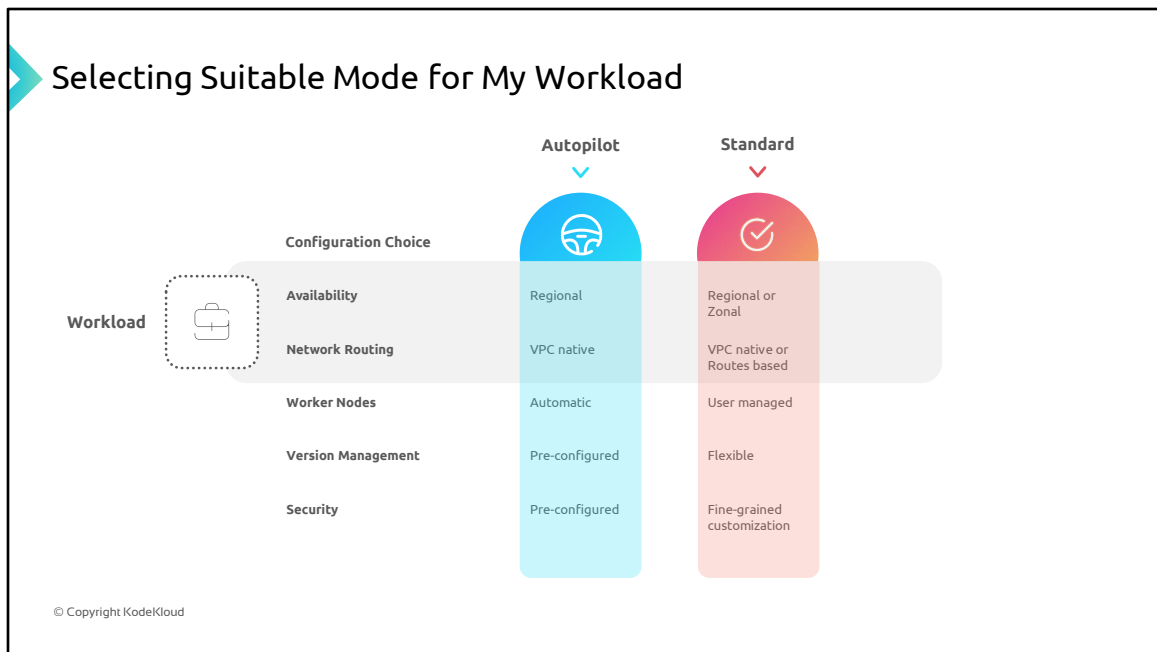 Selecting Suitable Mode for My Workload
Autopilot
Standard
Configuration Choice
Workload
Availability
Regional
Regional or
Zonal
Network Routing
VPC native
VPC native or
Routes based
Worker Nodes
Automatic
User managed
Version Management
Pre-configured
Flexible
Security
Pre-configured
Fine-grained
customization
© Copyright KodeKloud